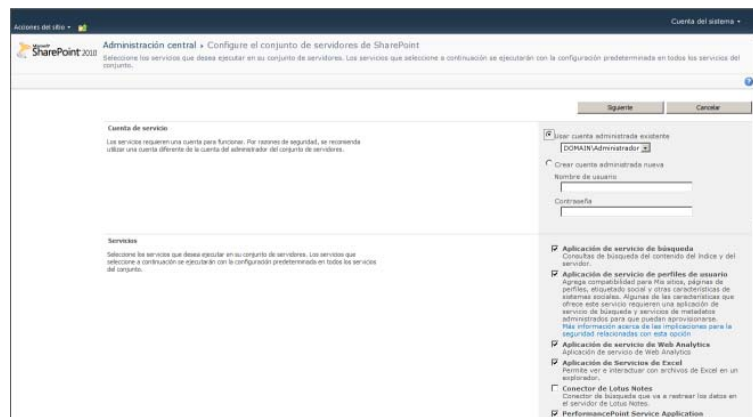 Acciones del sitio
Cuenta del sistema
Microsoft
SharePoint 2010
Administración central › Configure el conjunto de servidores de SharePoint
Seleccione los servicios que desea ejecutar en su conjunto de servidores. Los servicios que seleccione a continuación se ejecutarán con la configuración predeterminada en todos los servicios del
conjunto.
Siguiente
Cancelar
Cuenta de servicio
Los servicios requieren una cuenta para funcionar. Por razones de seguridad, se recomienda
utilizar una cuenta diferente de la cuenta del administrador del conjunto de servidores.
Usar cuenta administrada existente
DOMAIN\Administrador
Crear cuenta administrada nueva
Nombre de usuario
Contraseña
Servicios
Seleccione los servicios que desea ejecutar en su conjunto de servidores. Los servicios que
seleccione a continuación se ejecutarán con la configuración predeterminada en todos los servicios
del conjunto.
Aplicación de servicio de búsqueda
Consultas de búsqueda del contenido del índice y del
servidor.
Aplicación de servicio de perfiles de usuario
Agrega compatibilidad para Mis sitios, páginas de
perfiles, etiquetado social y otras características de
sistemas sociales. Algunas de las características que
ofrece este servicio requieren una aplicación de
servicio de búsqueda y servicios de metadatos
administrados para que puedan aprovisionarse.
Más información acerca de las implicaciones para la
seguridad relacionadas con esta opción
Aplicación de servicio de Web Analytics
Aplicación de servicio de Web Analytics
Aplicación de Servicios de Excel
Permite ver e interactuar con archivos de Excel en un
explorador.
Conector de Lotus Notes
Conector de búsqueda que va a rastrear los datos en
el servidor de Lotus Notes.
PerformancePoint Service Application